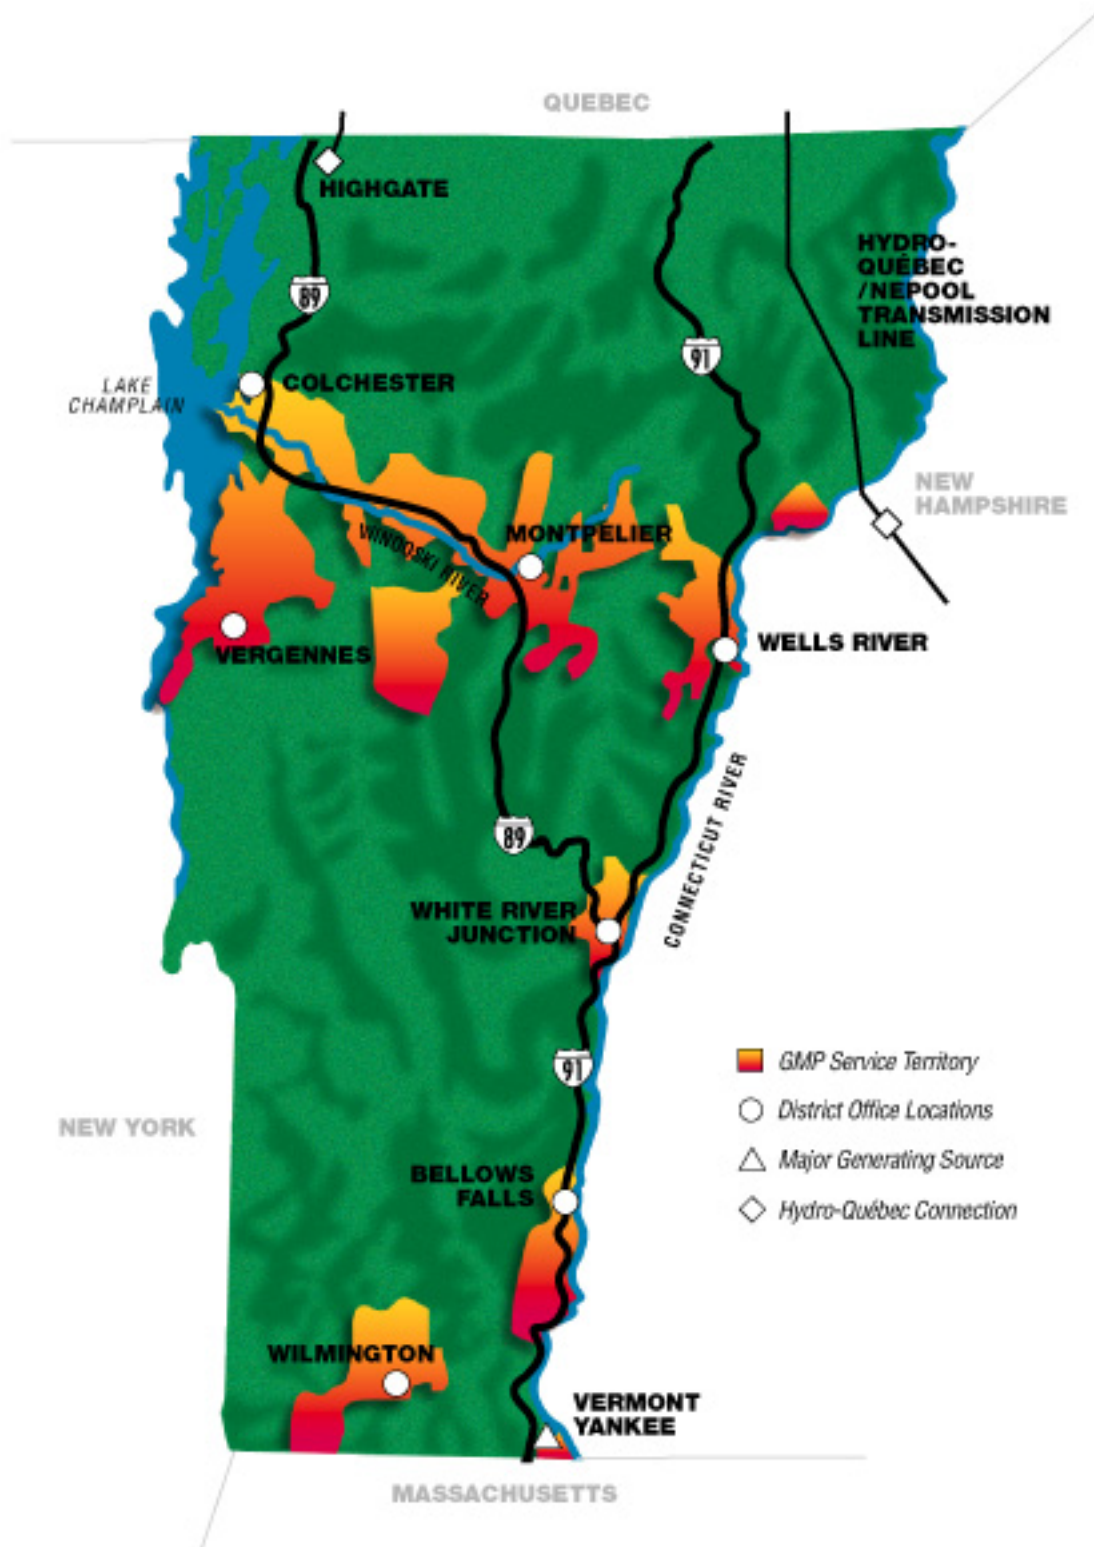 QUEBEC
HIGHGATE
HYDRO-
QUÉBEC
/NEPOOL
TRANSMISSION
LINE
89
91
LAKE
CHAMPLAIN
COLCHESTER
NEW
HAMPSHIRE
WINOOSKI RIVER
MONTPELIER
VERGENNES
WELLS RIVER
CONNECTICUT RIVER
89
WHITE RIVER
JUNCTION
91
GMP Service Territory
District Office Locations
Major Generating Source
Hydro-Québec Connection
NEW YORK
BELLOWS
FALLS
WILMINGTON
VERMONT
YANKEE
MASSACHUSETTS